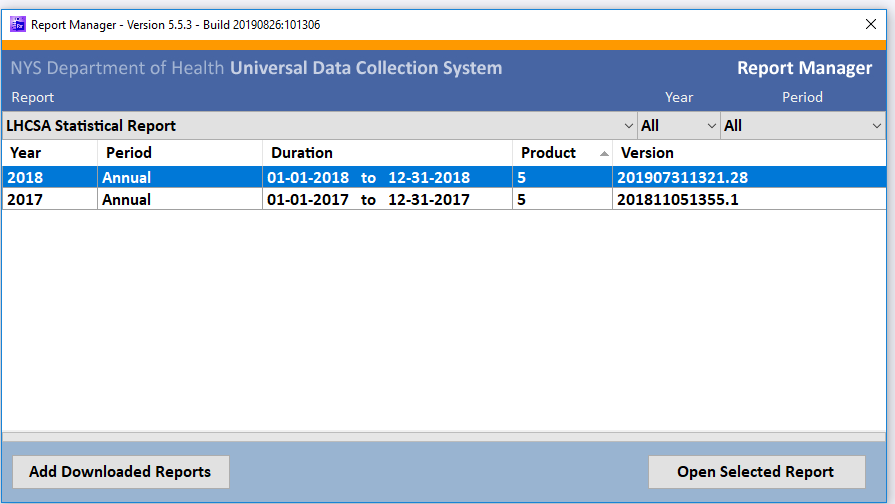 Report Manager - Version 5.5.3 - Build 20190826:101306
NYS Department of Health Universal Data Collection System Report Manager
Report Year Period
LHCSA Statistical Report All All
Year Period Duration Product Version
2018 Annual 01-01-2018 to 12-31-2018 5 201907311321.28
2017 Annual 01-01-2017 to 12-31-2017 5 201811051355.1
Add Downloaded Reports Open Selected Report